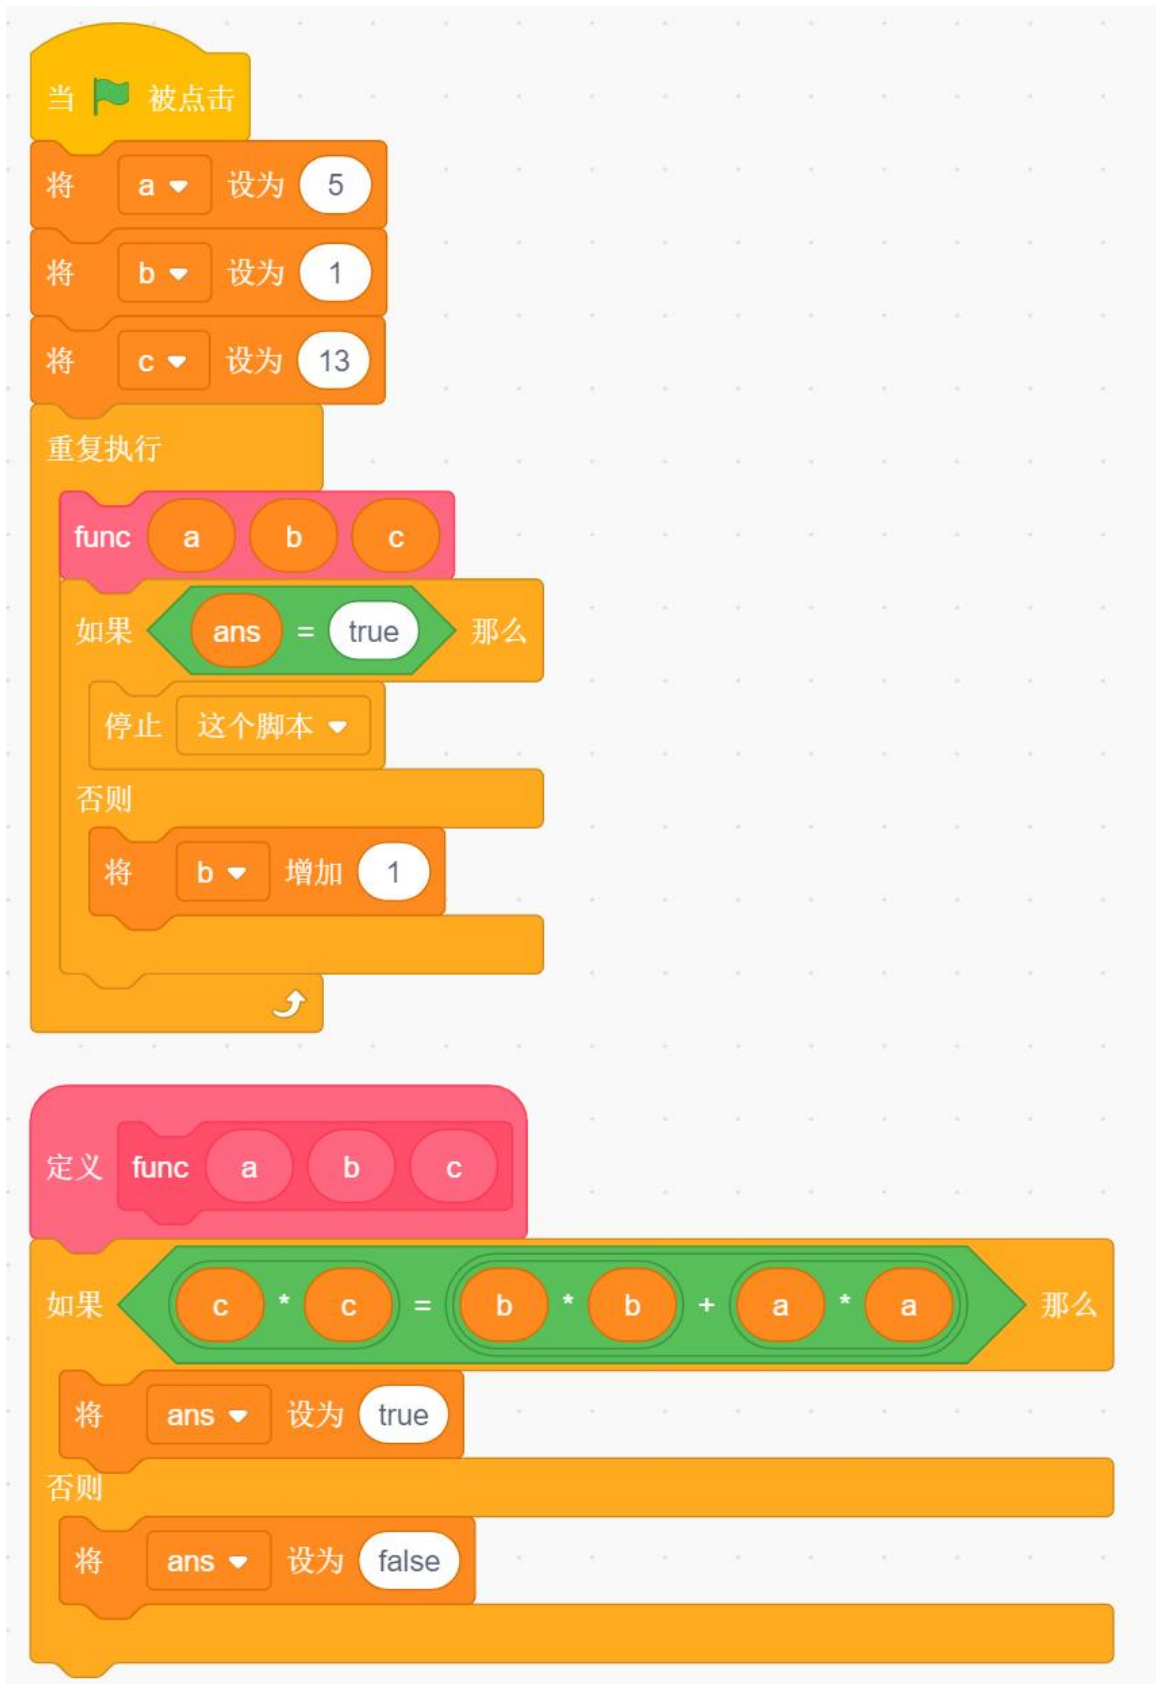 当 被点击
将 a 设为 5
将 b 设为 1
将 c 设为 13
重复执行
func a b c
如果 ans = true 那么
停止 这个脚本
否则
将 b 增加 1
定义 func a b c
如果 c * c = b * b + a * a 那么
将 ans 设为 true
否则
将 ans 设为 false